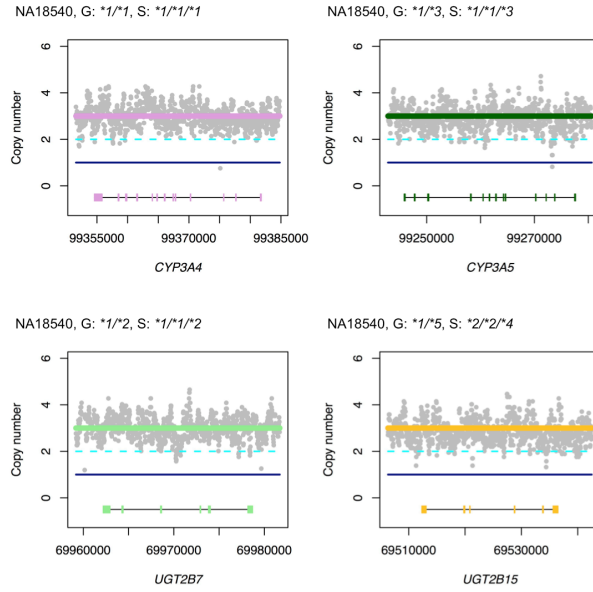 NA18540, G: *1/*1, S: *1/*1/*1
6
4
2
0
Copy number
99355000 99370000 99385000
CYP3A4
NA18540, G: *1/*3, S: *1/*1/*3
6
4
2
0
Copy number
99250000 99270000
CYP3A5
NA18540, G: *1/*2, S: *1/*1/*2
6
4
2
0
Copy number
69960000 69970000 69980000
UGT2B7
NA18540, G: *1/*5, S: *2/*2/*4
6
4
2
0
Copy number
69510000 69530000
UGT2B15